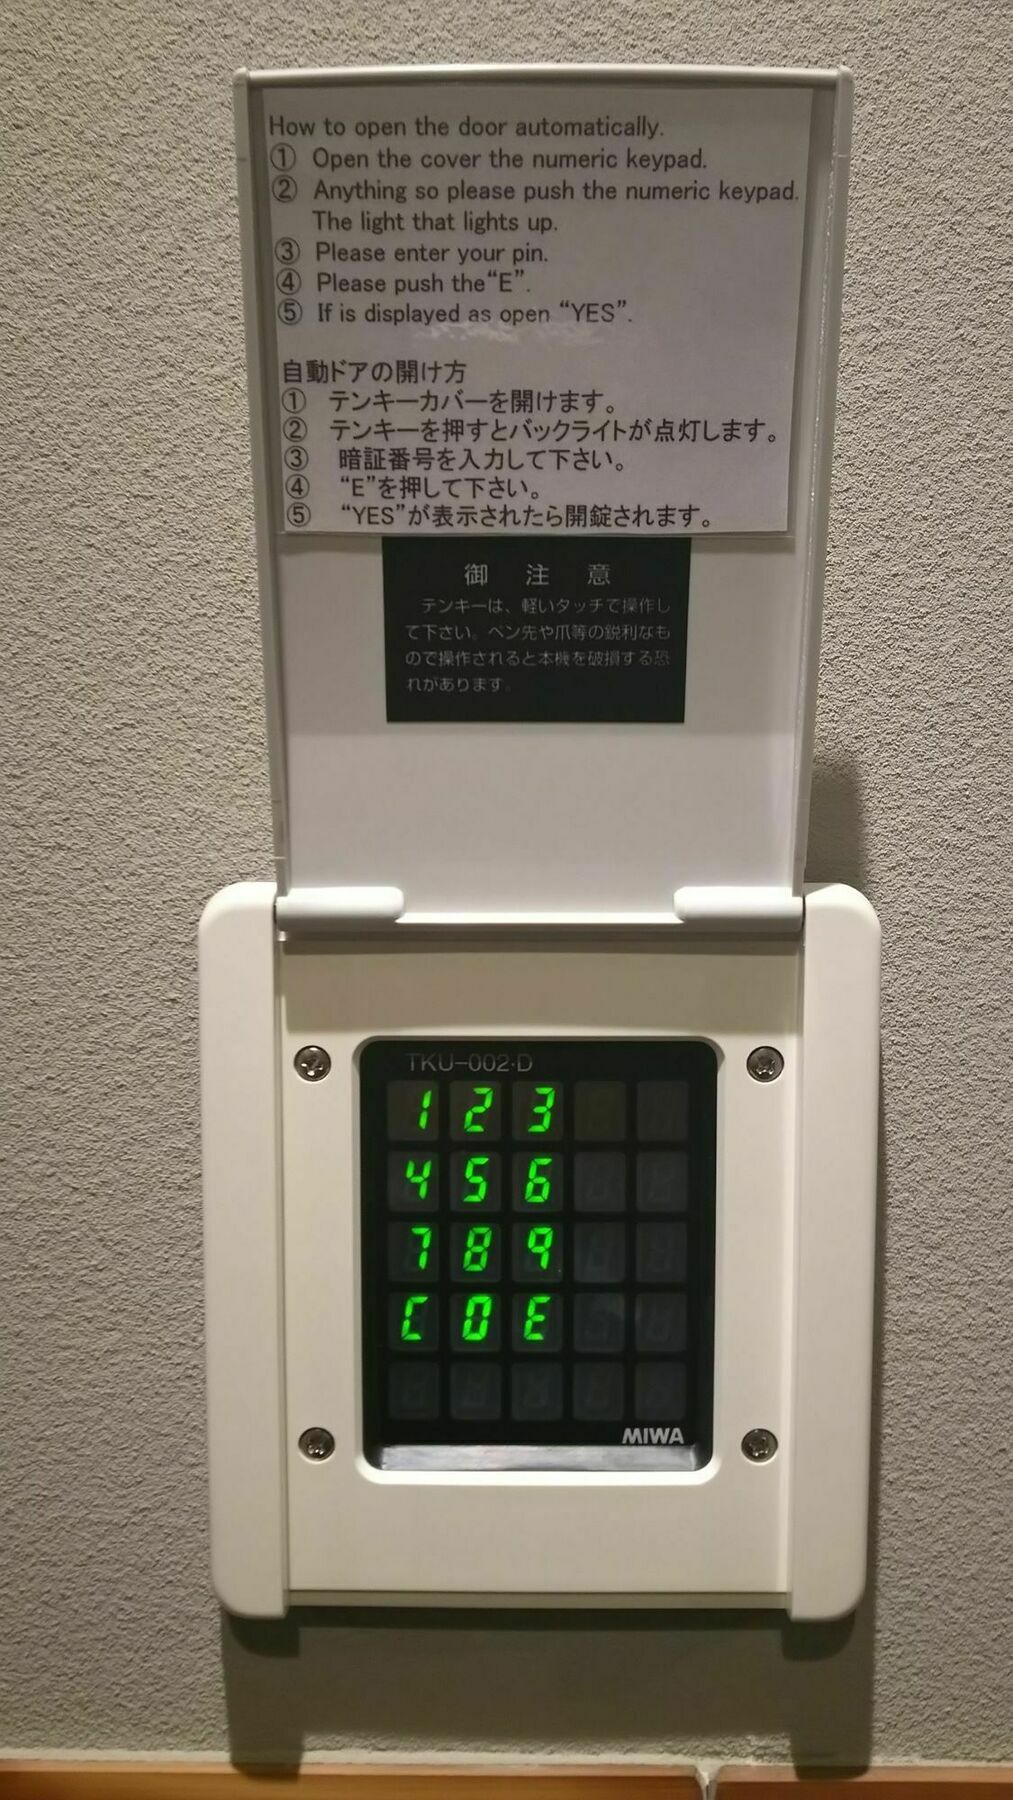 How to open the door automatically.
① Open the cover the numeric keypad.
② Anything so please push the numeric keypad.
The light that lights up.
③ Please enter your pin.
④ Please push the“E”.
⑤ If is displayed as open “YES”.
自動ドアの開け方
① テンキーカバーを開けます。
② テンキーを押すとバックライトが点灯します。
③ 暗証番号を入力して下さい。
④ “E”を押して下さい。
⑤ “YES”が表示されたら開錠されます。
御 注 意
テンキーは、軽いタッチで操作し
て下さい。ペン先や爪等の鋭利なも
ので操作されると本機を破損する恐
れがあります。
TKU-002·D
1 2 3
4 5 6
7 8 9
C 0 E
MIWA